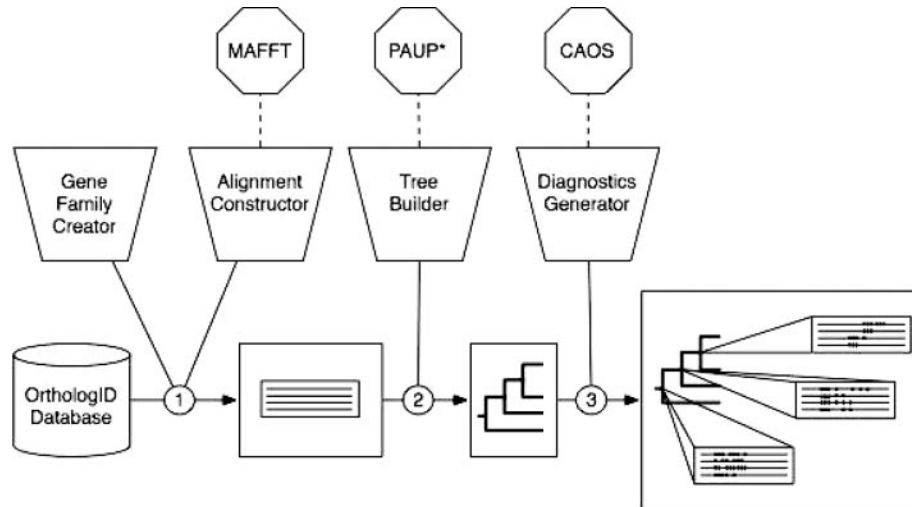 MAFFT
PAUP*
CAOS
Gene
Family
Creator
Alignment
Constructor
Tree
Builder
Diagnostics
Generator
OrthologID
Database
1
2
3